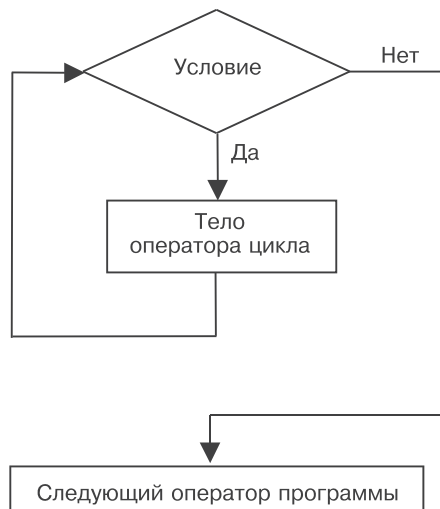 Условие
Нет
Да
Тело
оператора цикла
Следующий оператор программы